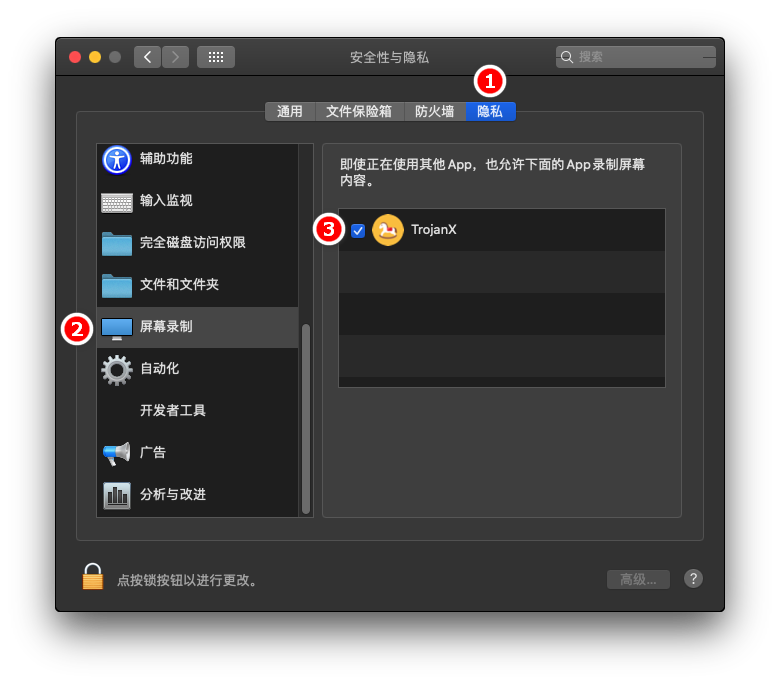 安全性与隐私
搜索
1
通用 文件保险箱 防火墙 隐私
辅助功能
输入监视
完全磁盘访问权限
文件和文件夹
2
屏幕录制
自动化
开发者工具
广告
分析与改进
即使正在使用其他 App，也允许下面的 App 录制屏幕
内容。
3
TrojanX
点按锁按钮以进行更改。
高级...
?